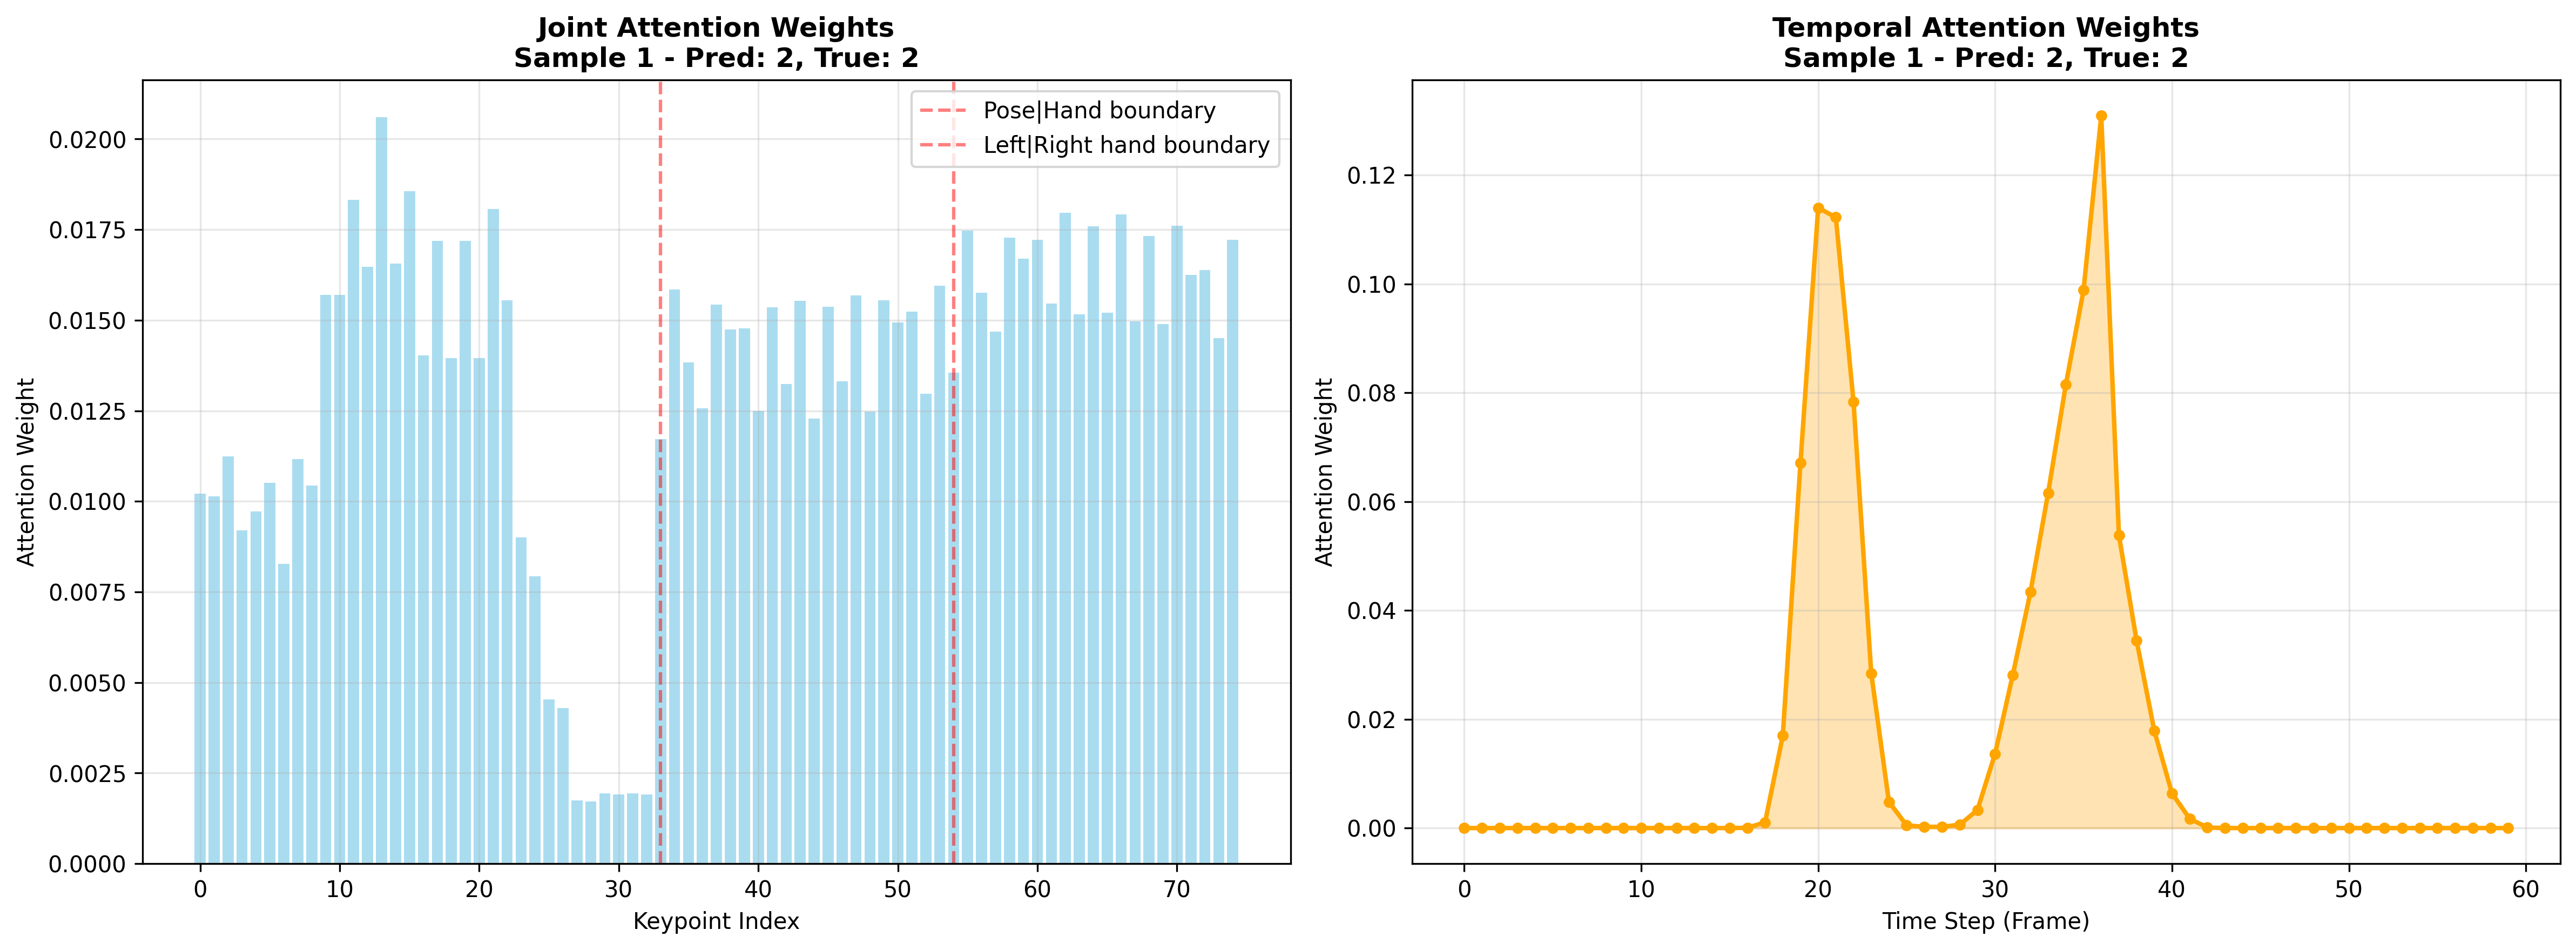 Joint Attention Weights
Sample 1 - Pred: 2, True: 2
Attention Weight
0.0200
0.0175
0.0150
0.0125
0.0100
0.0075
0.0050
0.0025
0.0000
Pose|Hand boundary
Left|Right hand boundary
0 10 20 30 40 50 60 70
Keypoint Index
Temporal Attention Weights
Sample 1 - Pred: 2, True: 2
Attention Weight
0.12
0.10
0.08
0.06
0.04
0.02
0.00
0 10 20 30 40 50 60
Time Step (Frame)